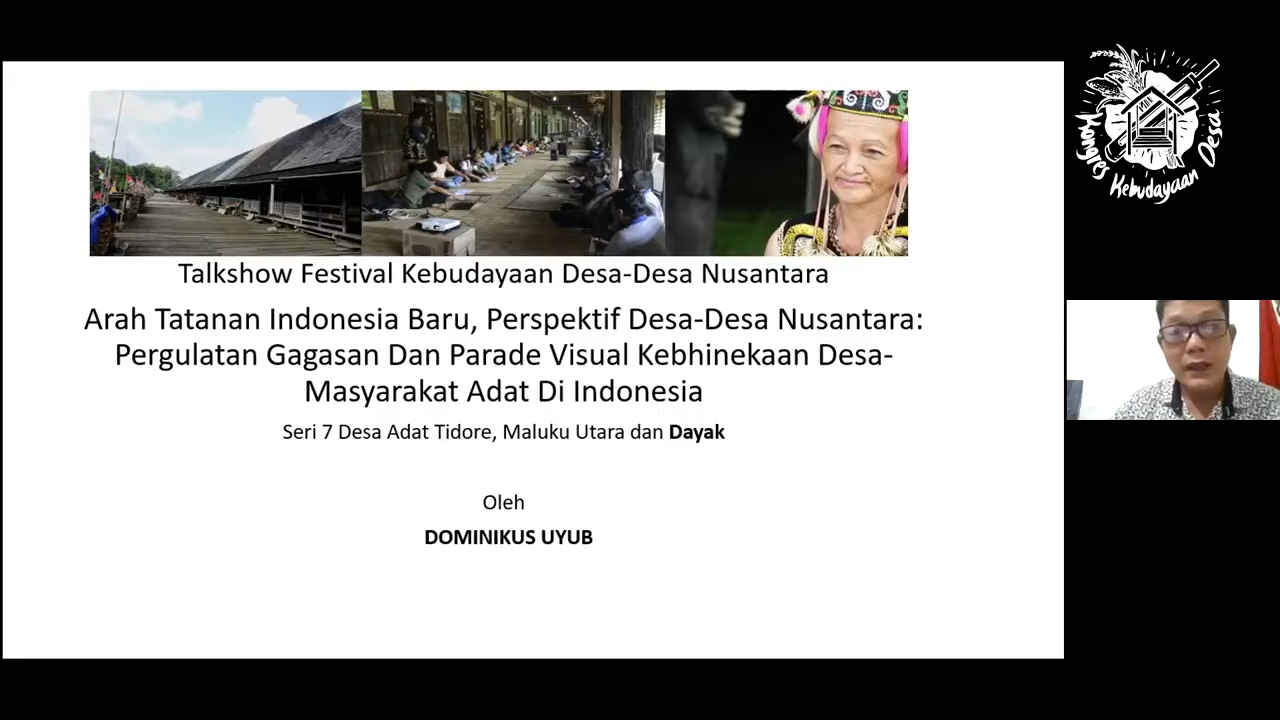 Talkshow Festival Kebudayaan Desa-Desa Nusantara
Arah Tatanan Indonesia Baru, Perspektif Desa-Desa Nusantara:
Pergulatan Gagasan Dan Parade Visual Kebhinekaan Desa-
Masyarakat Adat Di Indonesia
Seri 7 Desa Adat Tidore, Maluku Utara dan Dayak
Oleh
DOMINIKUS UYUB
Kongres Kebudayaan Desa